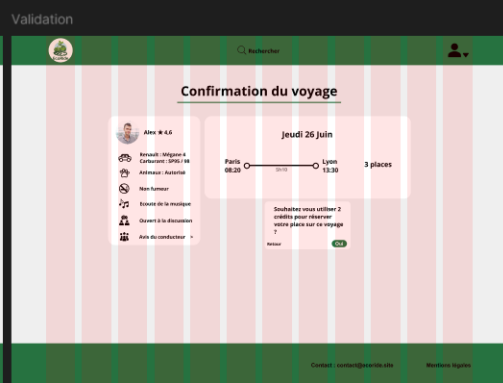 Validation
Rechercher
Confirmation du voyage
Alex ★ 4,6
Renault : Mégane 4
Carburant : SP95 / 98
Animaux : Autorisé
Non fumeur
Ecoute de la musique
Ouvert à la discussion
Avis du conducteur >
Jeudi 26 Juin
Paris
08:20
Lyon
13:30
3 places
Souhaitez vous utiliser 2
crédits pour réserver
votre place sur ce voyage
?
Retour
Oui
Contact : contact@ecoride.site
Mentions légales